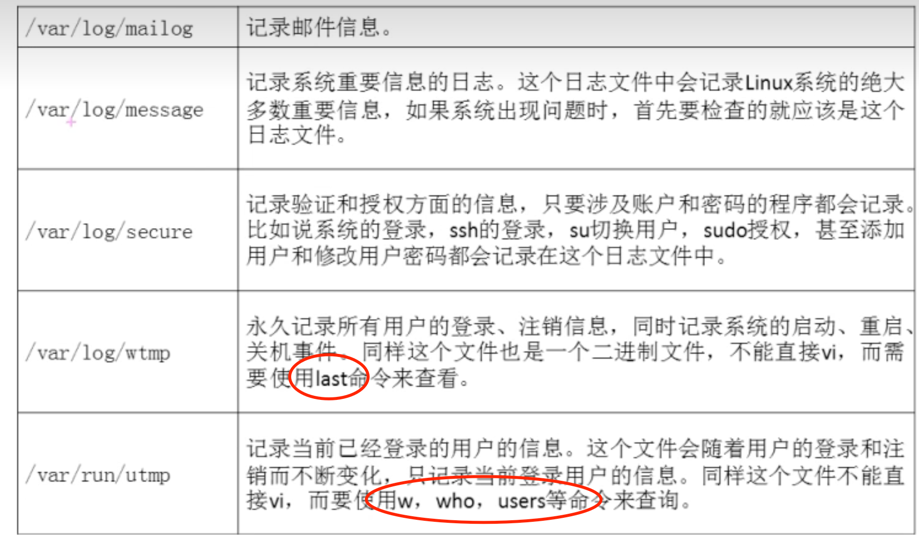 /var/log/mailog
记录邮件信息。
/var/log/message
记录系统重要信息的日志。这个日志文件中会记录Linux系统的绝大
多数重要信息，如果系统出现问题时，首先要检查的就应该是这个
日志文件。
/var/log/secure
记录验证和授权方面的信息，只要涉及账户和密码的程序都会记录。
比如说系统的登录，ssh的登录，su切换用户，sudo授权，甚至添加
用户和修改用户密码都会记录在这个日志文件中。
/var/log/wtmp
永久记录所有用户的登录、注销信息，同时记录系统的启动、重启、
关机事件。同样这个文件也是一个二进制文件，不能直接vi，而需
要使用last命令来查看。
/var/run/utmp
记录当前已经登录的用户的信息。这个文件会随着用户的登录和注
销而不断变化，只记录当前登录用户的信息。同样这个文件不能直
接vi，而要使用w，who，users等命令来查询。